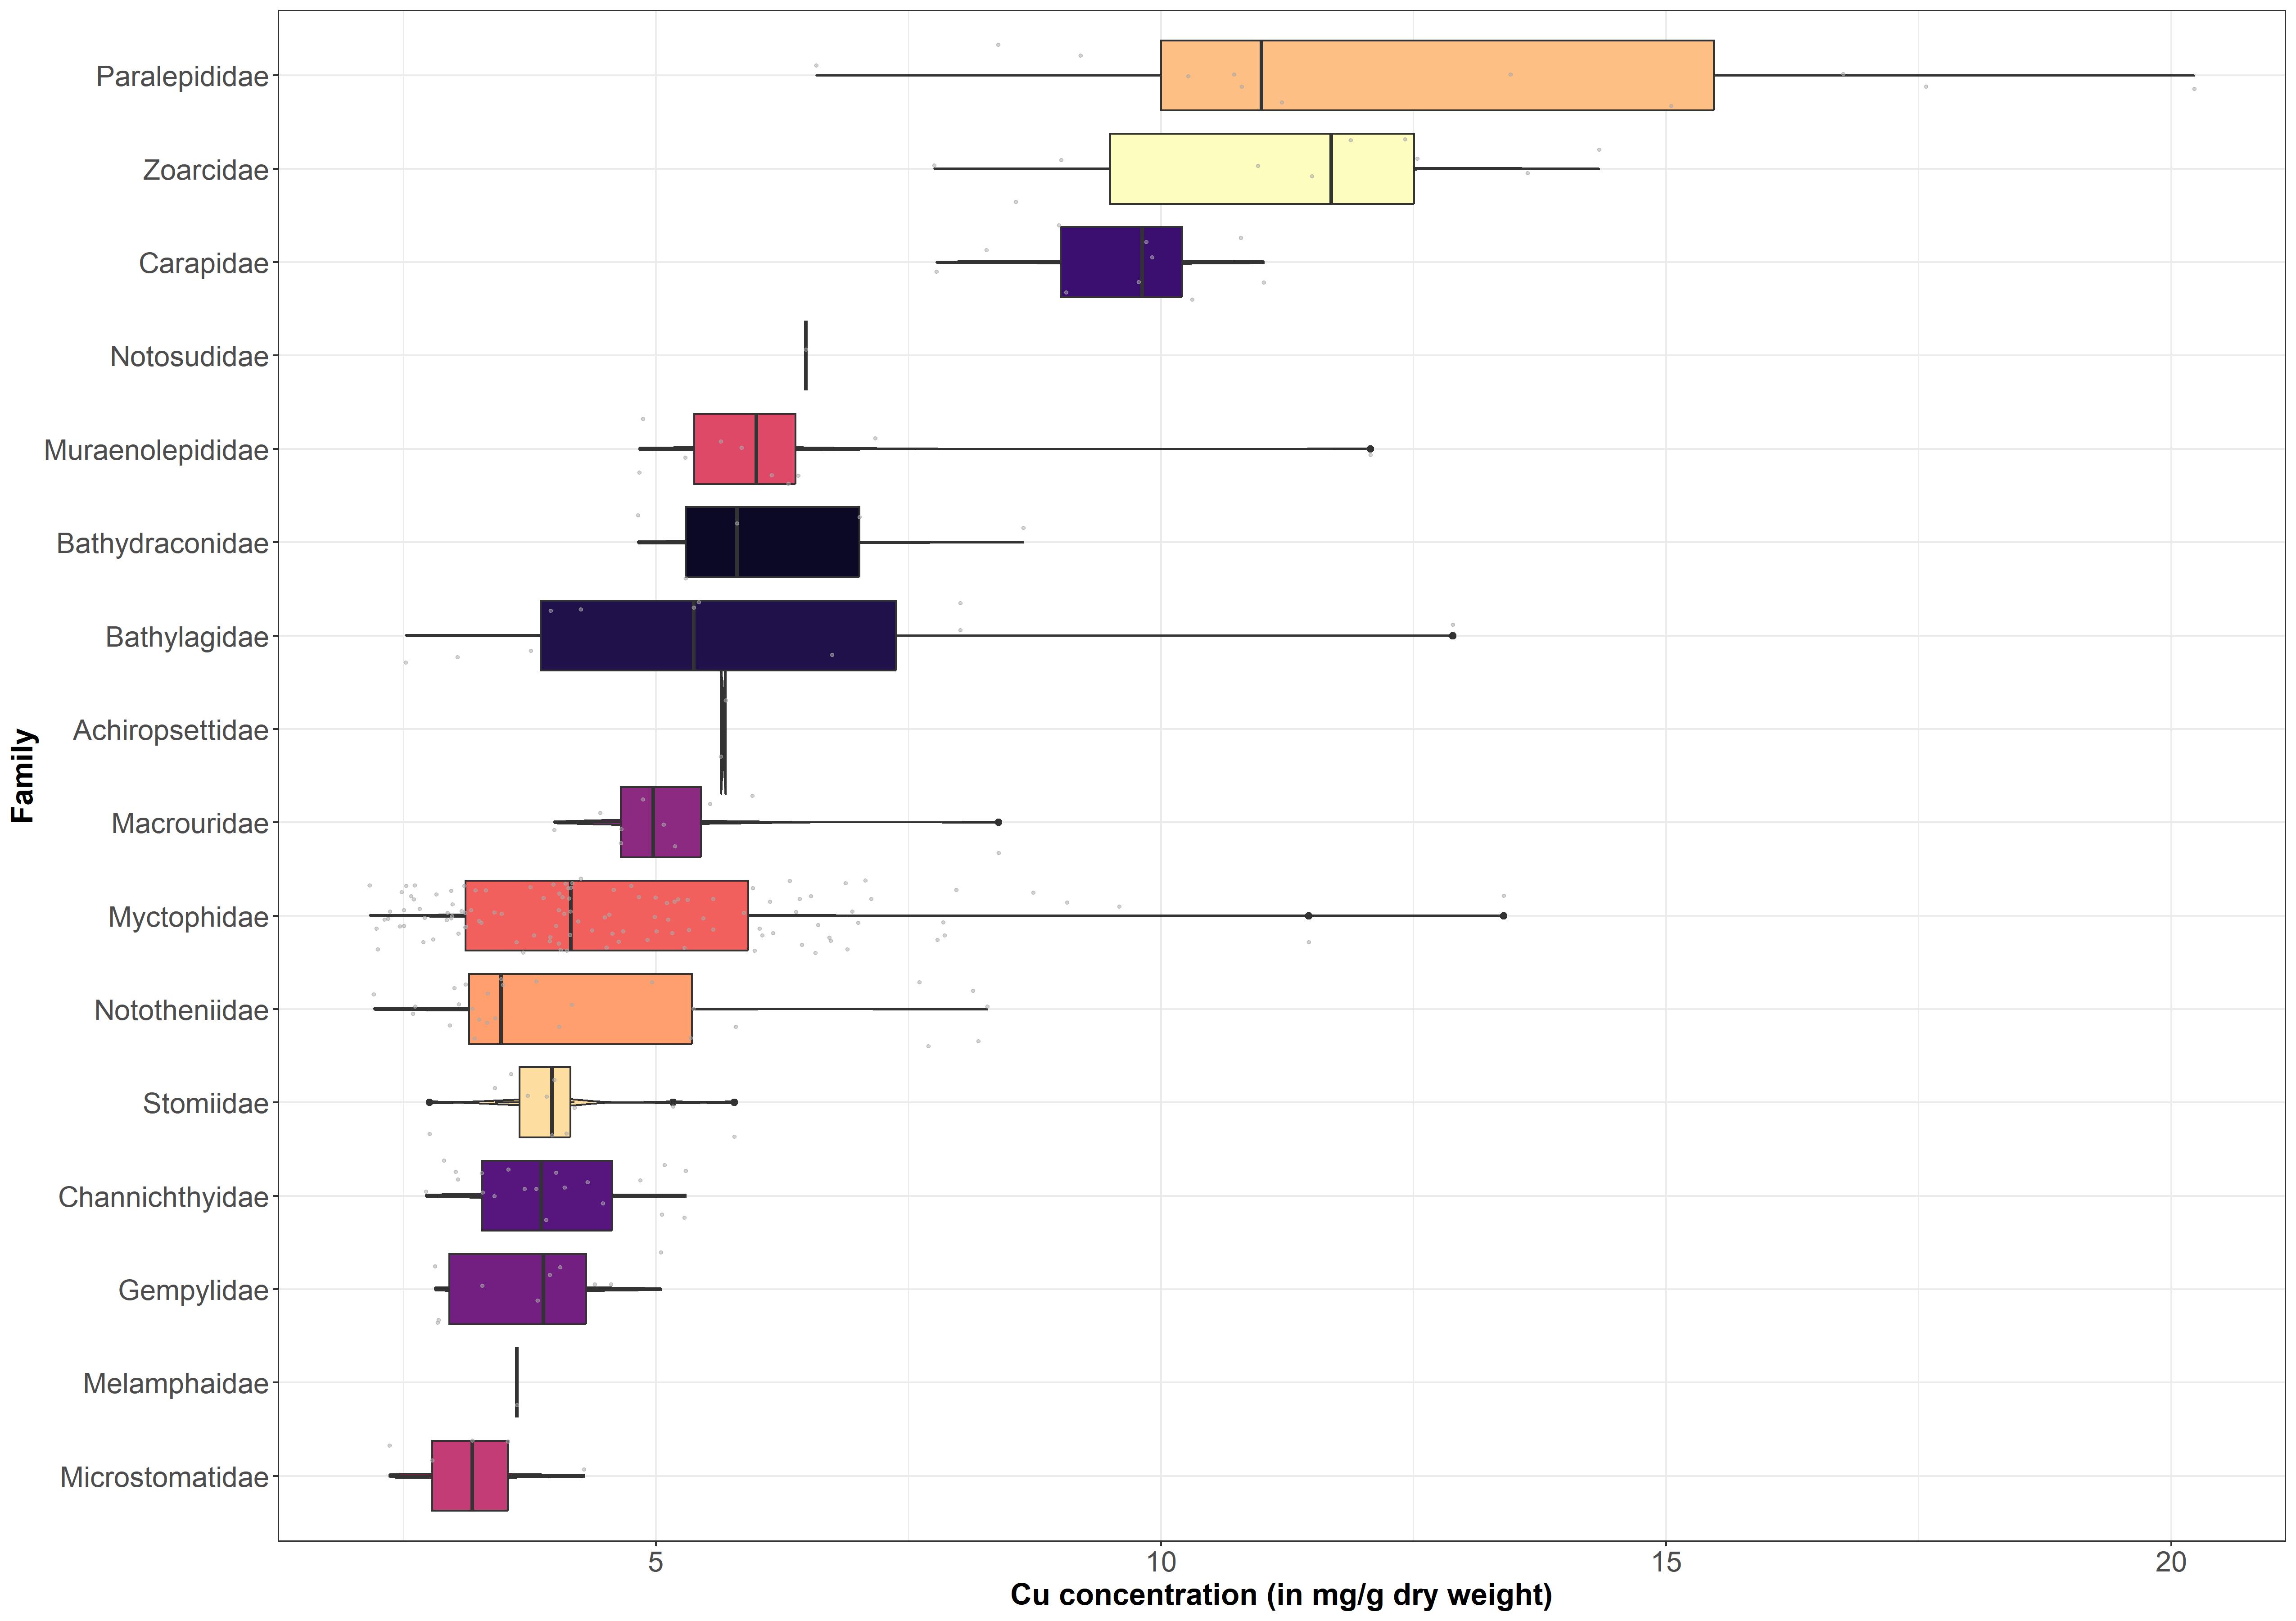 Paralepididae
Zoarcidae
Carapidae
Notosudidae
Muraenolepididae
Bathydraconidae
Bathylagidae
Achiropsettidae
Macrouridae
Myctophidae
Nototheniidae
Stomiidae
Channichthyidae
Gempylidae
Melamphaidae
Microstomatidae
Family
5 10 15 20
Cu concentration (in mg/g dry weight)